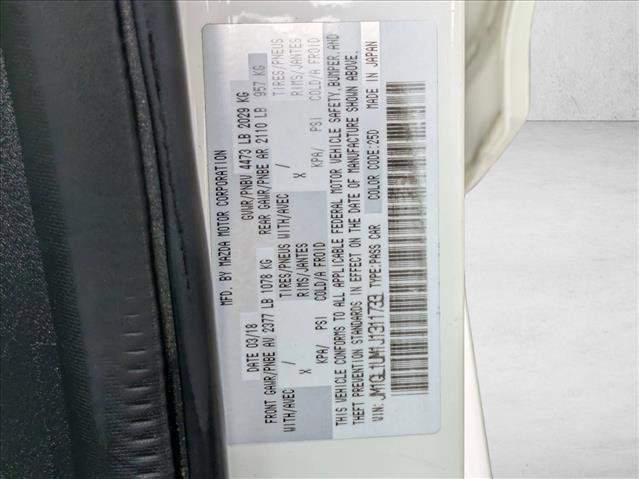 MFD. BY MAZDA MOTOR CORPORATION
DATE 03/18 GVWR/PNBV 4473 LB 2029 KG
FRONT GAWR/PNBE AV 2377 LB 1078 KG REAR GAWR/PNBE AR 2110 LB 957 KG
WITH/AVEC / TIRES/PNEUS WITH/AVEC / TIRES/PNEUS
X RIMS/JANTES X RIMS/JANTES
KPA/ PSI COLD/A FROID KPA/ PSI COLD/A FROID
THIS VEHICLE CONFORMS TO ALL APPLICABLE FEDERAL MOTOR VEHICLE SAFETY, BUMPER, AND
THEFT PREVENTION STANDARDS IN EFFECT ON THE DATE OF MANUFACTURE SHOWN ABOVE.
COLOR CODE:25D MADE IN JAPAN
VIN: JM1GL1UM1J1311733 TYPE:PASS CAR